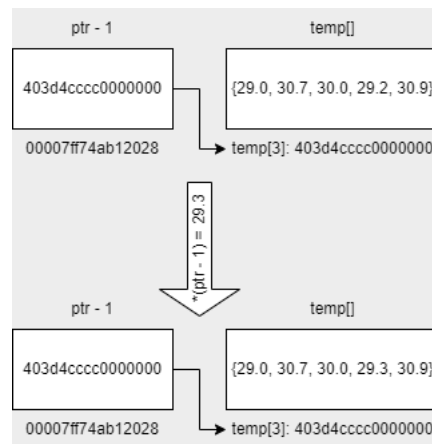 ptr - 1
temp[]
403d4cccc0000000
{29.0, 30.7, 30.0, 29.2, 30.9}
00007ff74ab12028
temp[3]: 403d4cccc0000000
*(ptr - 1) = 29.3
ptr - 1
temp[]
403d4cccc0000000
{29.0, 30.7, 30.0, 29.3, 30.9}
00007ff74ab12028
temp[3]: 403d4cccc0000000